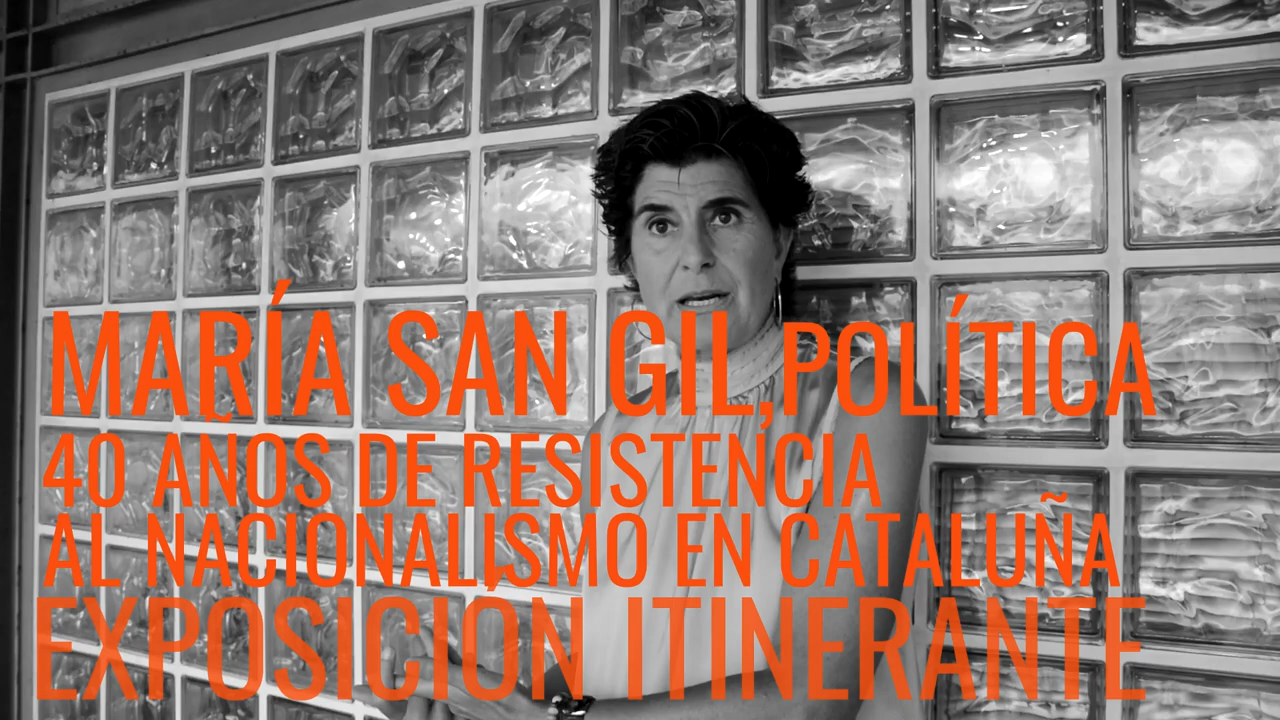 MARÍA SAN GIL, POLÍTICA
40 AÑOS DE RESISTENCIA
AL NACIONALISMO EN CATALUÑA
EXPOSICIÓN ITINERANTE